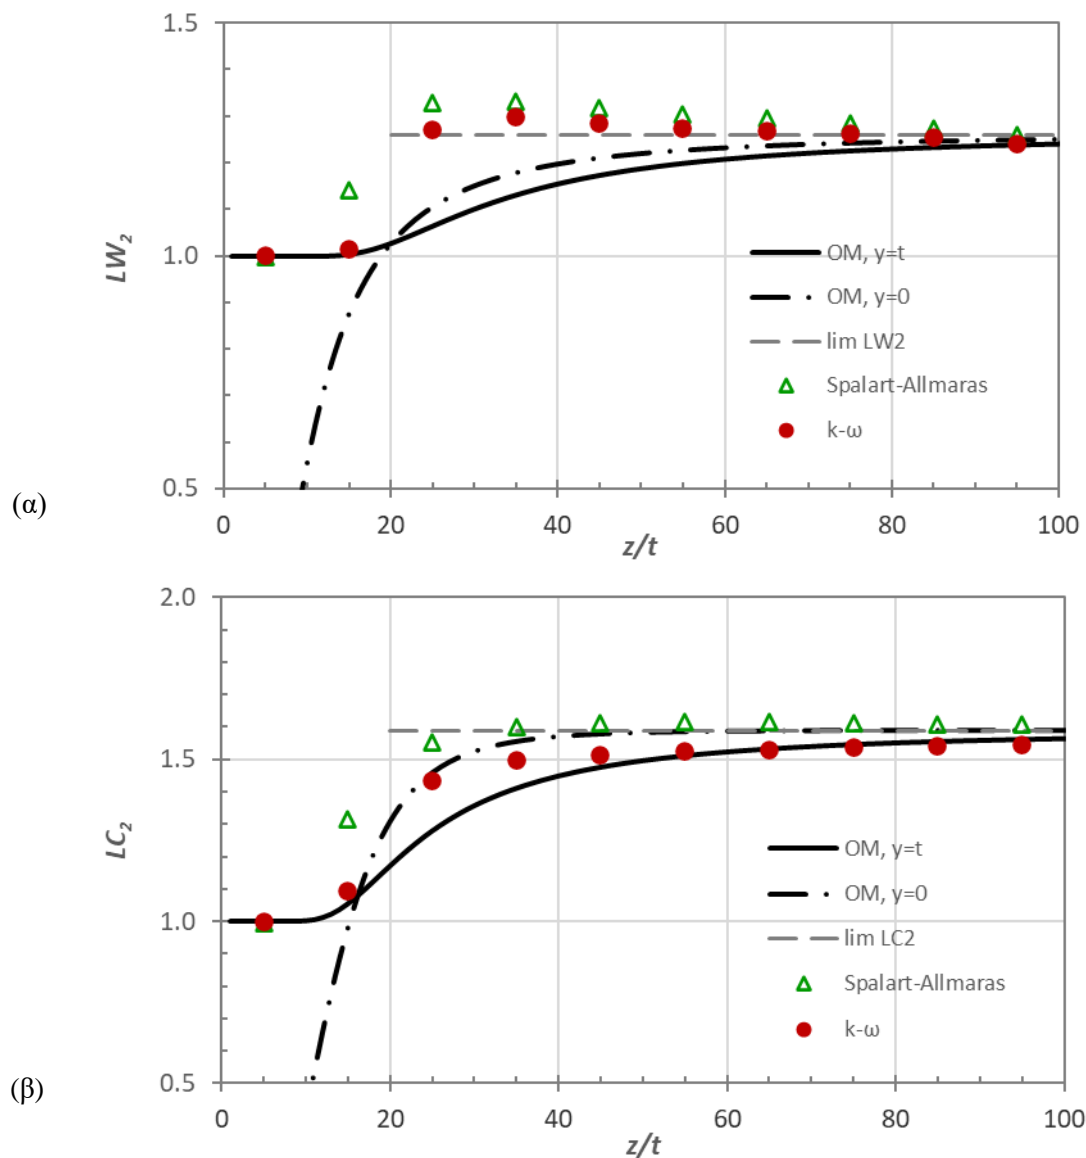 1.5
1.0
0.5
LW2
OM, y=t
OM, y=0
lim LW2
Spalart-Allmaras
k-ω
(α)
0 20 40 60 80 100
z/t
2.0
1.5
1.0
0.5
LC2
OM, y=t
OM, y=0
lim LC2
Spalart-Allmaras
k-ω
(β)
0 20 40 60 80 100
z/t